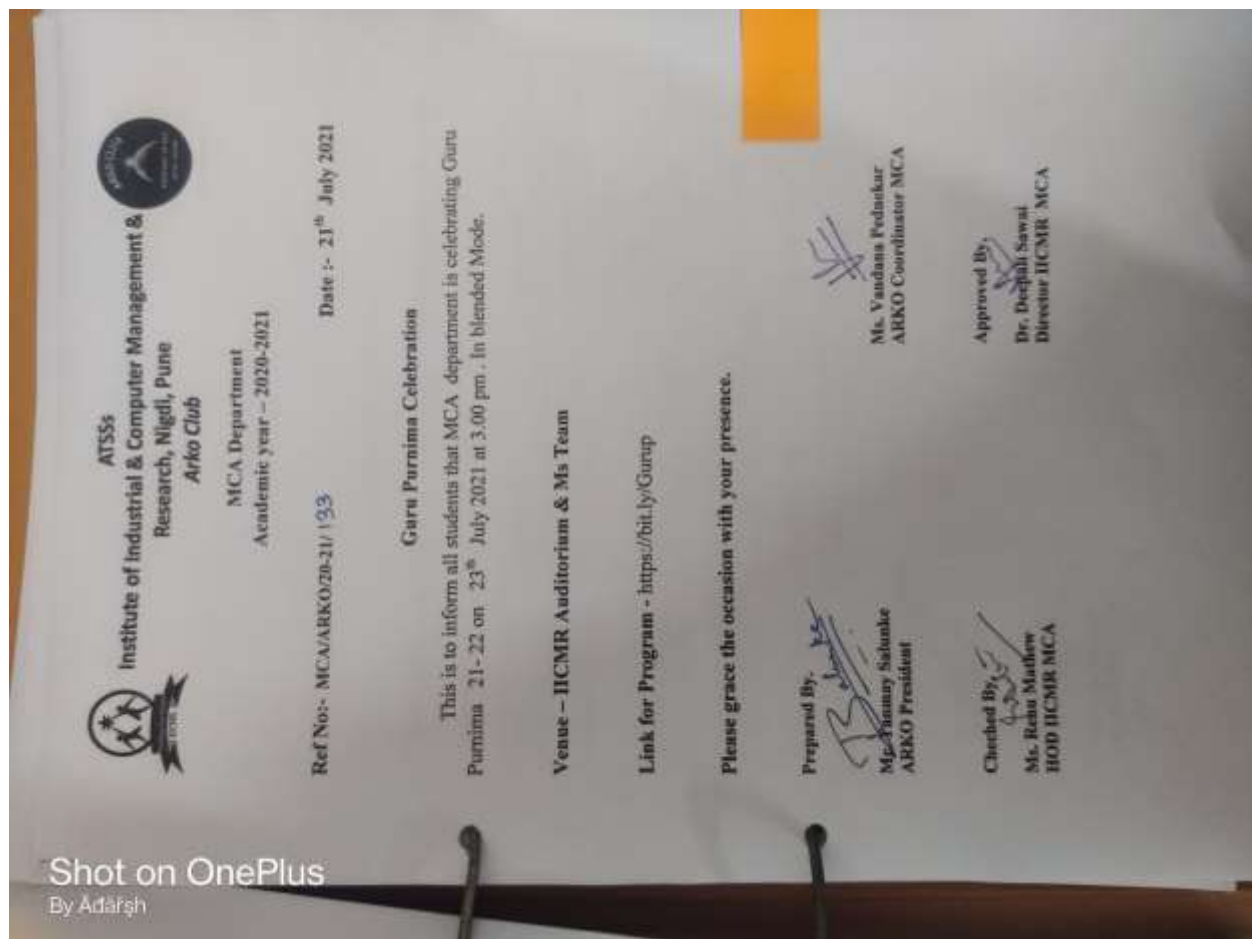 ATSSs
Institute of Industrial & Computer Management &
Research, Nigdi, Pune
Arko Club
MCA Department
Academic year – 2020-2021
Ref No:- MCA/ARKO/20-21/ 133
Date :- 21th July 2021
Guru Purnima Celebration
This is to inform all students that MCA department is celebrating Guru
Purnima 21- 22 on 23th July 2021 at 3.00 pm . In blended Mode.
Venue – IICMR Auditorium & Ms Team
Link for Program - https://bit.ly/Gurup
Please grace the occasion with your presence.
Prepared By,
Salunke
Salunke
ARKO President
Ms. Vandana Pednekar
ARKO Coordinator MCA
Checked By,
Ms. Renu Mathew
HOD IICMR MCA
Approved By,
Dr. Deepali Sawai
Director IICMR MCA
Shot on OnePlus
By Ađářşh